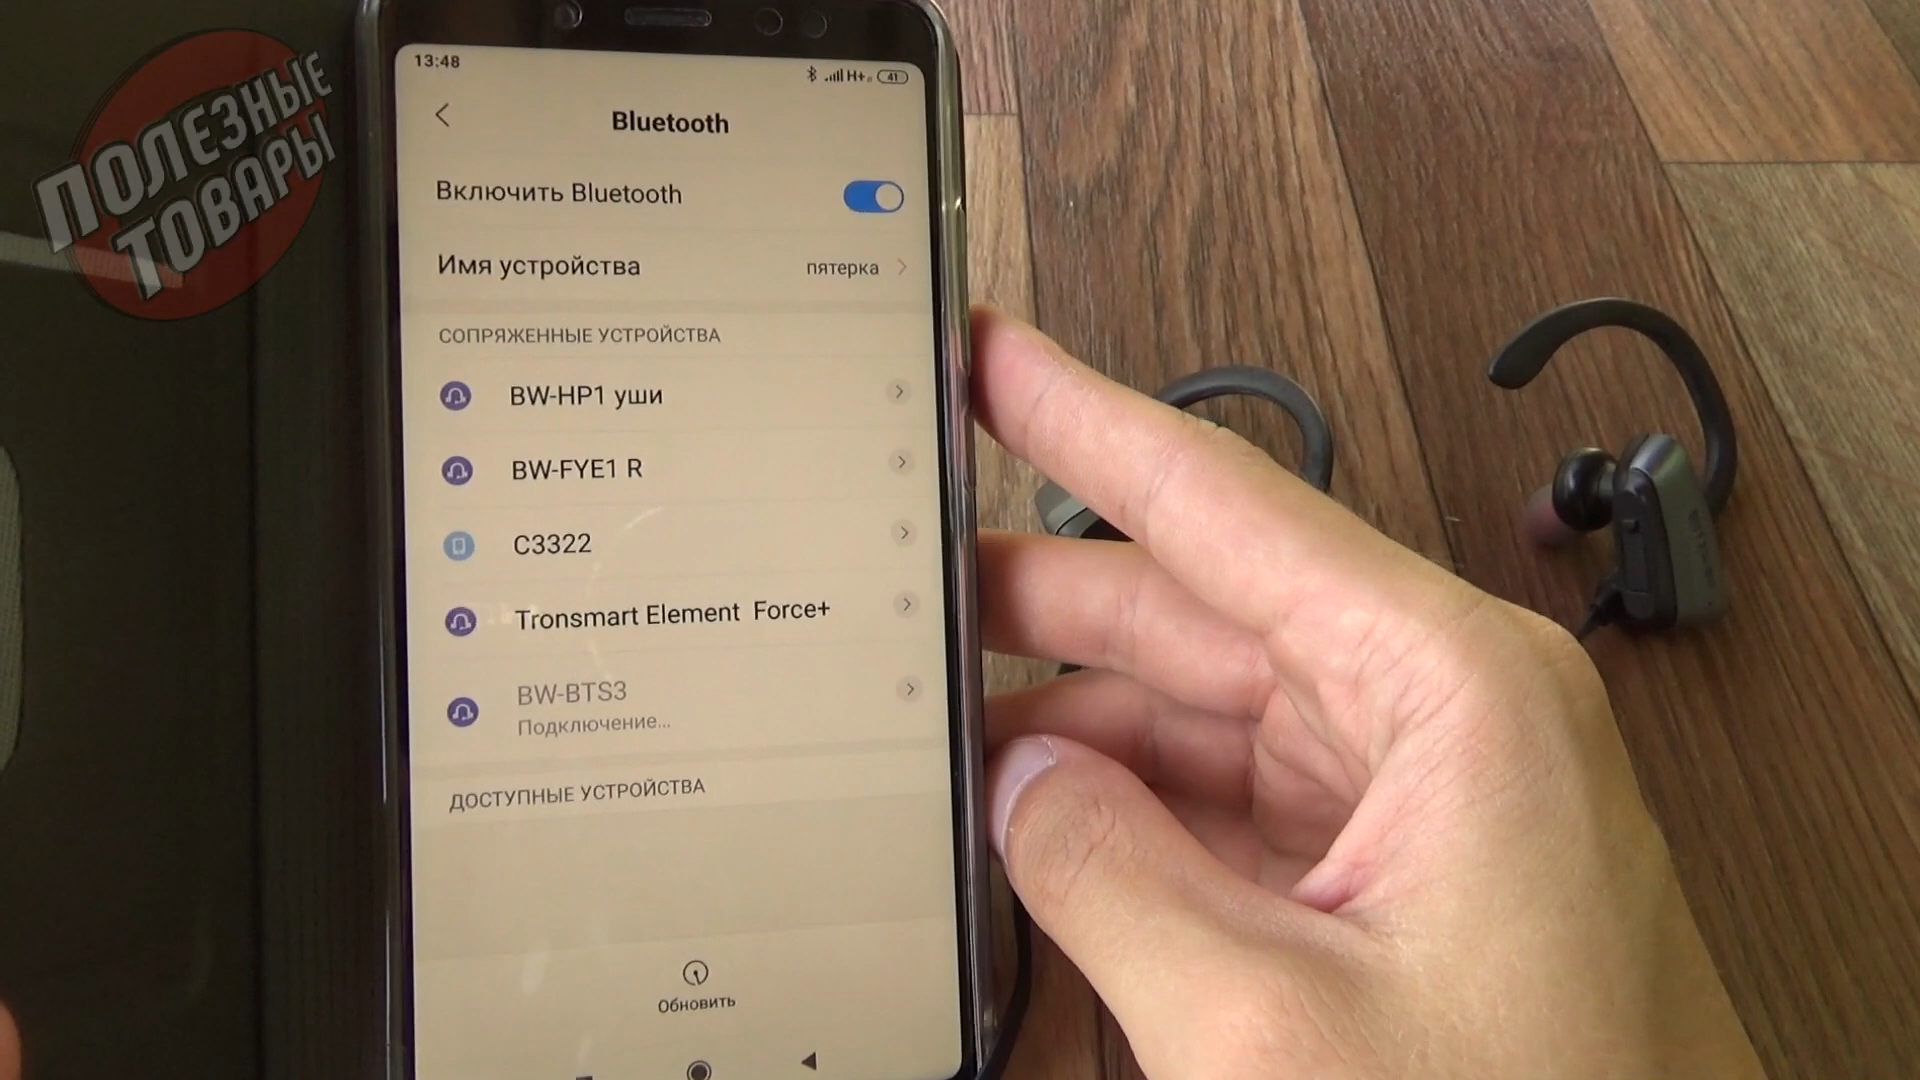 ПОЛЕЗНЫЕ
ТОВАРЫ
13:48
H+
41
Bluetooth
Включить Bluetooth
Имя устройства
пятерка
СОПРЯЖЕННЫЕ УСТРОЙСТВА
BW-HP1 уши
BW-FYE1 R
C3322
Tronsmart Element Force+
BW-BTS3
Подключение...
ДОСТУПНЫЕ УСТРОЙСТВА
Обновить